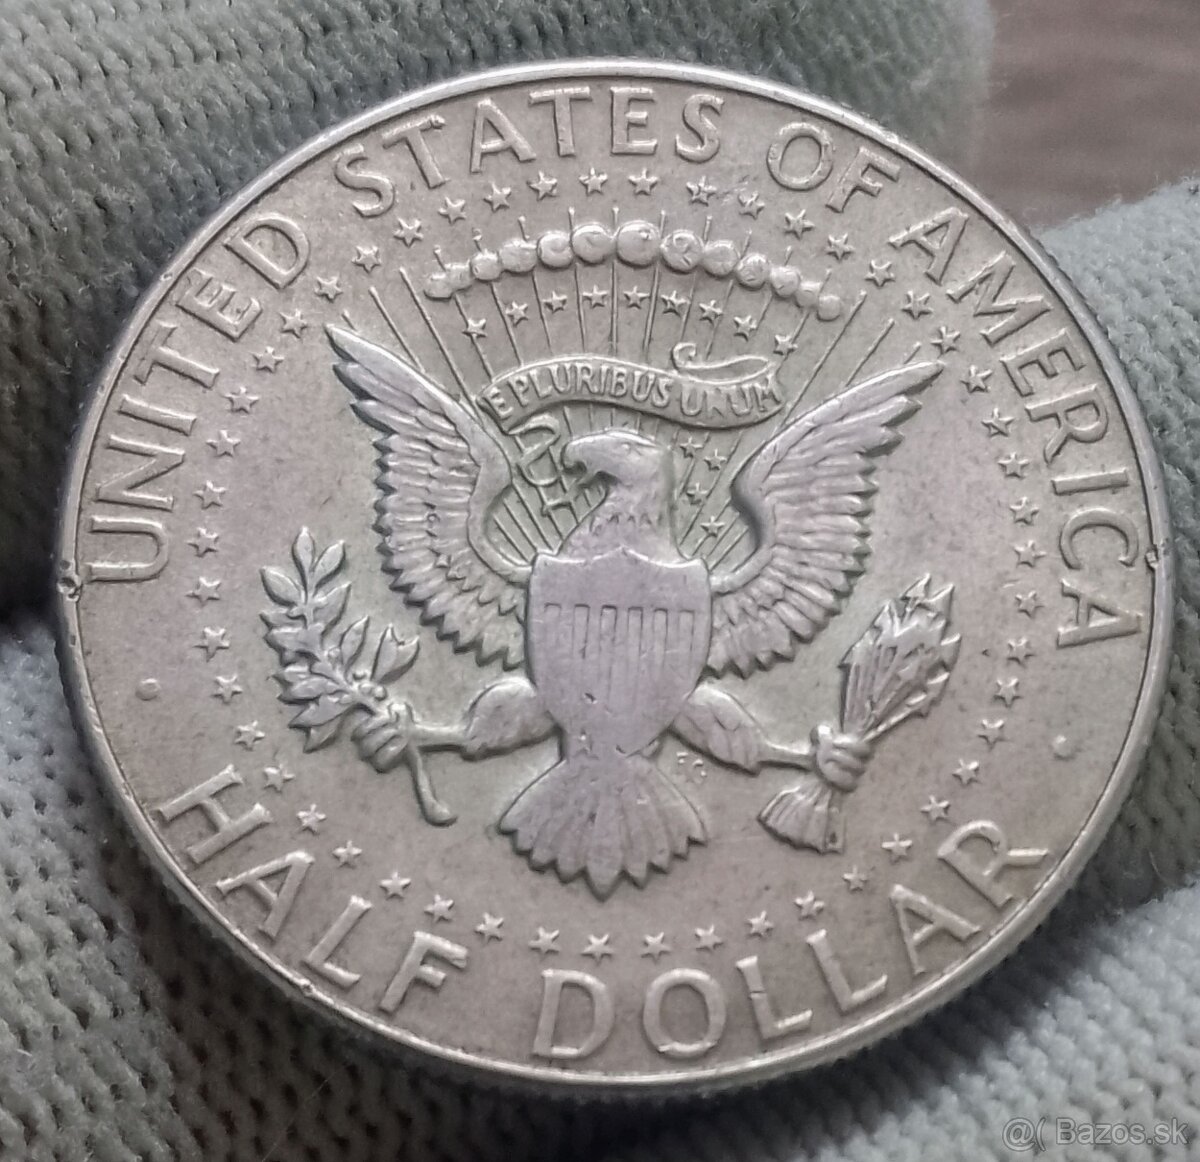 UNITED STATES OF AMERICA
E PLURIBUS UNUM
FG
HALF DOLLAR
@( Bazos.sk